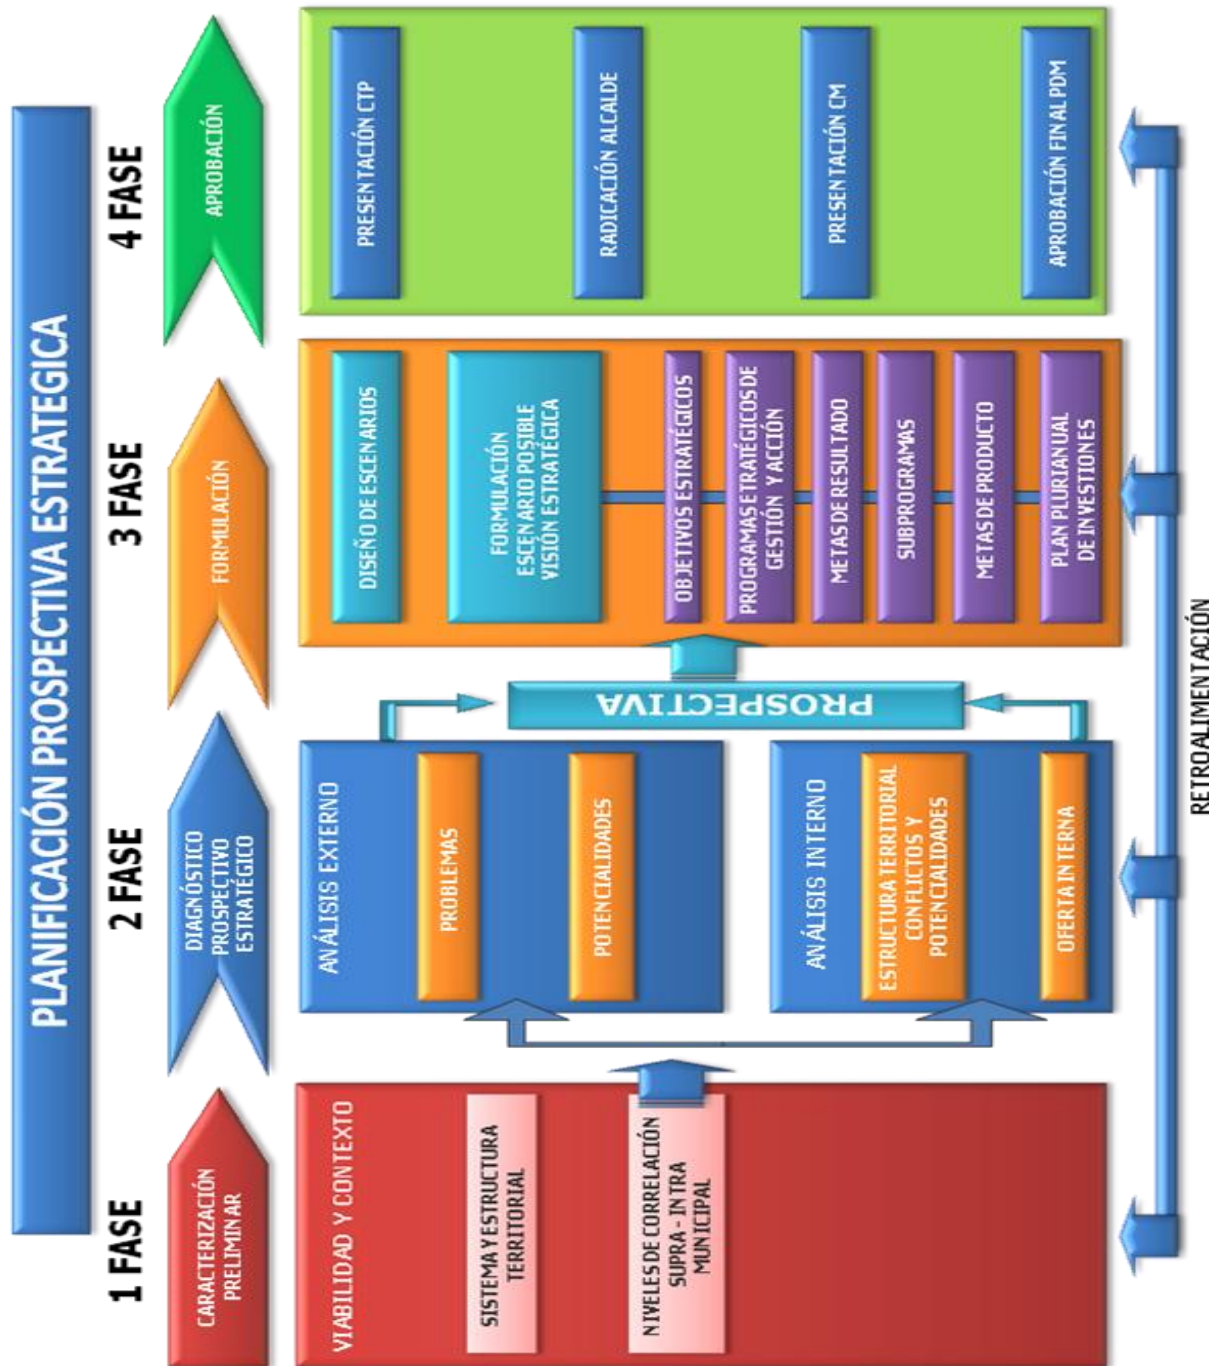 PLANIFICACIÓN PROSPECTIVA ESTRATEGICA
1 FASE
2 FASE
3 FASE
4 FASE
CARACTERIZACIÓN
PRELIMINAR
DIAGNÓSTICO
PROSPECTIVO
ESTRATÉGICO
FORMULACIÓN
APROBACIÓN
VIABILIDAD Y CONTEXTO
SISTEMA Y ESTRUCTURA
TERRITORIAL
NIVELES DE CORRELACIÓN
SUPRA - INTRA
MUNICIPAL
ANÁLISIS EXTERNO
PROBLEMAS
POTENCIALIDADES
ANÁLISIS INTERNO
ESTRUCTURA TERRITORIAL
CONFLICTOS Y
POTENCIALIDADES
OFERTA INTERNA
PROSPECTIVA
DISEÑO DE ESCENARIOS
FORMULACIÓN
ESCENARIO POSIBLE
VISIÓN ESTRATÉGICA
OBJETIVOS ESTRATÉGICOS
PROGRAMAS ETRATÉGICOS DE
GESTIÓN Y ACCIÓN
METAS DE RESULTADO
SUBPROGRAMAS
METAS DE PRODUCTO
PLAN PLURIANUAL
DE INVESTIONES
PRESENTACIÓN CTP
RADICACIÓN ALCALDE
PRESENTACIÓN CM
APROBACIÓN FINAL PDM
RETROALIMENTACIÓN